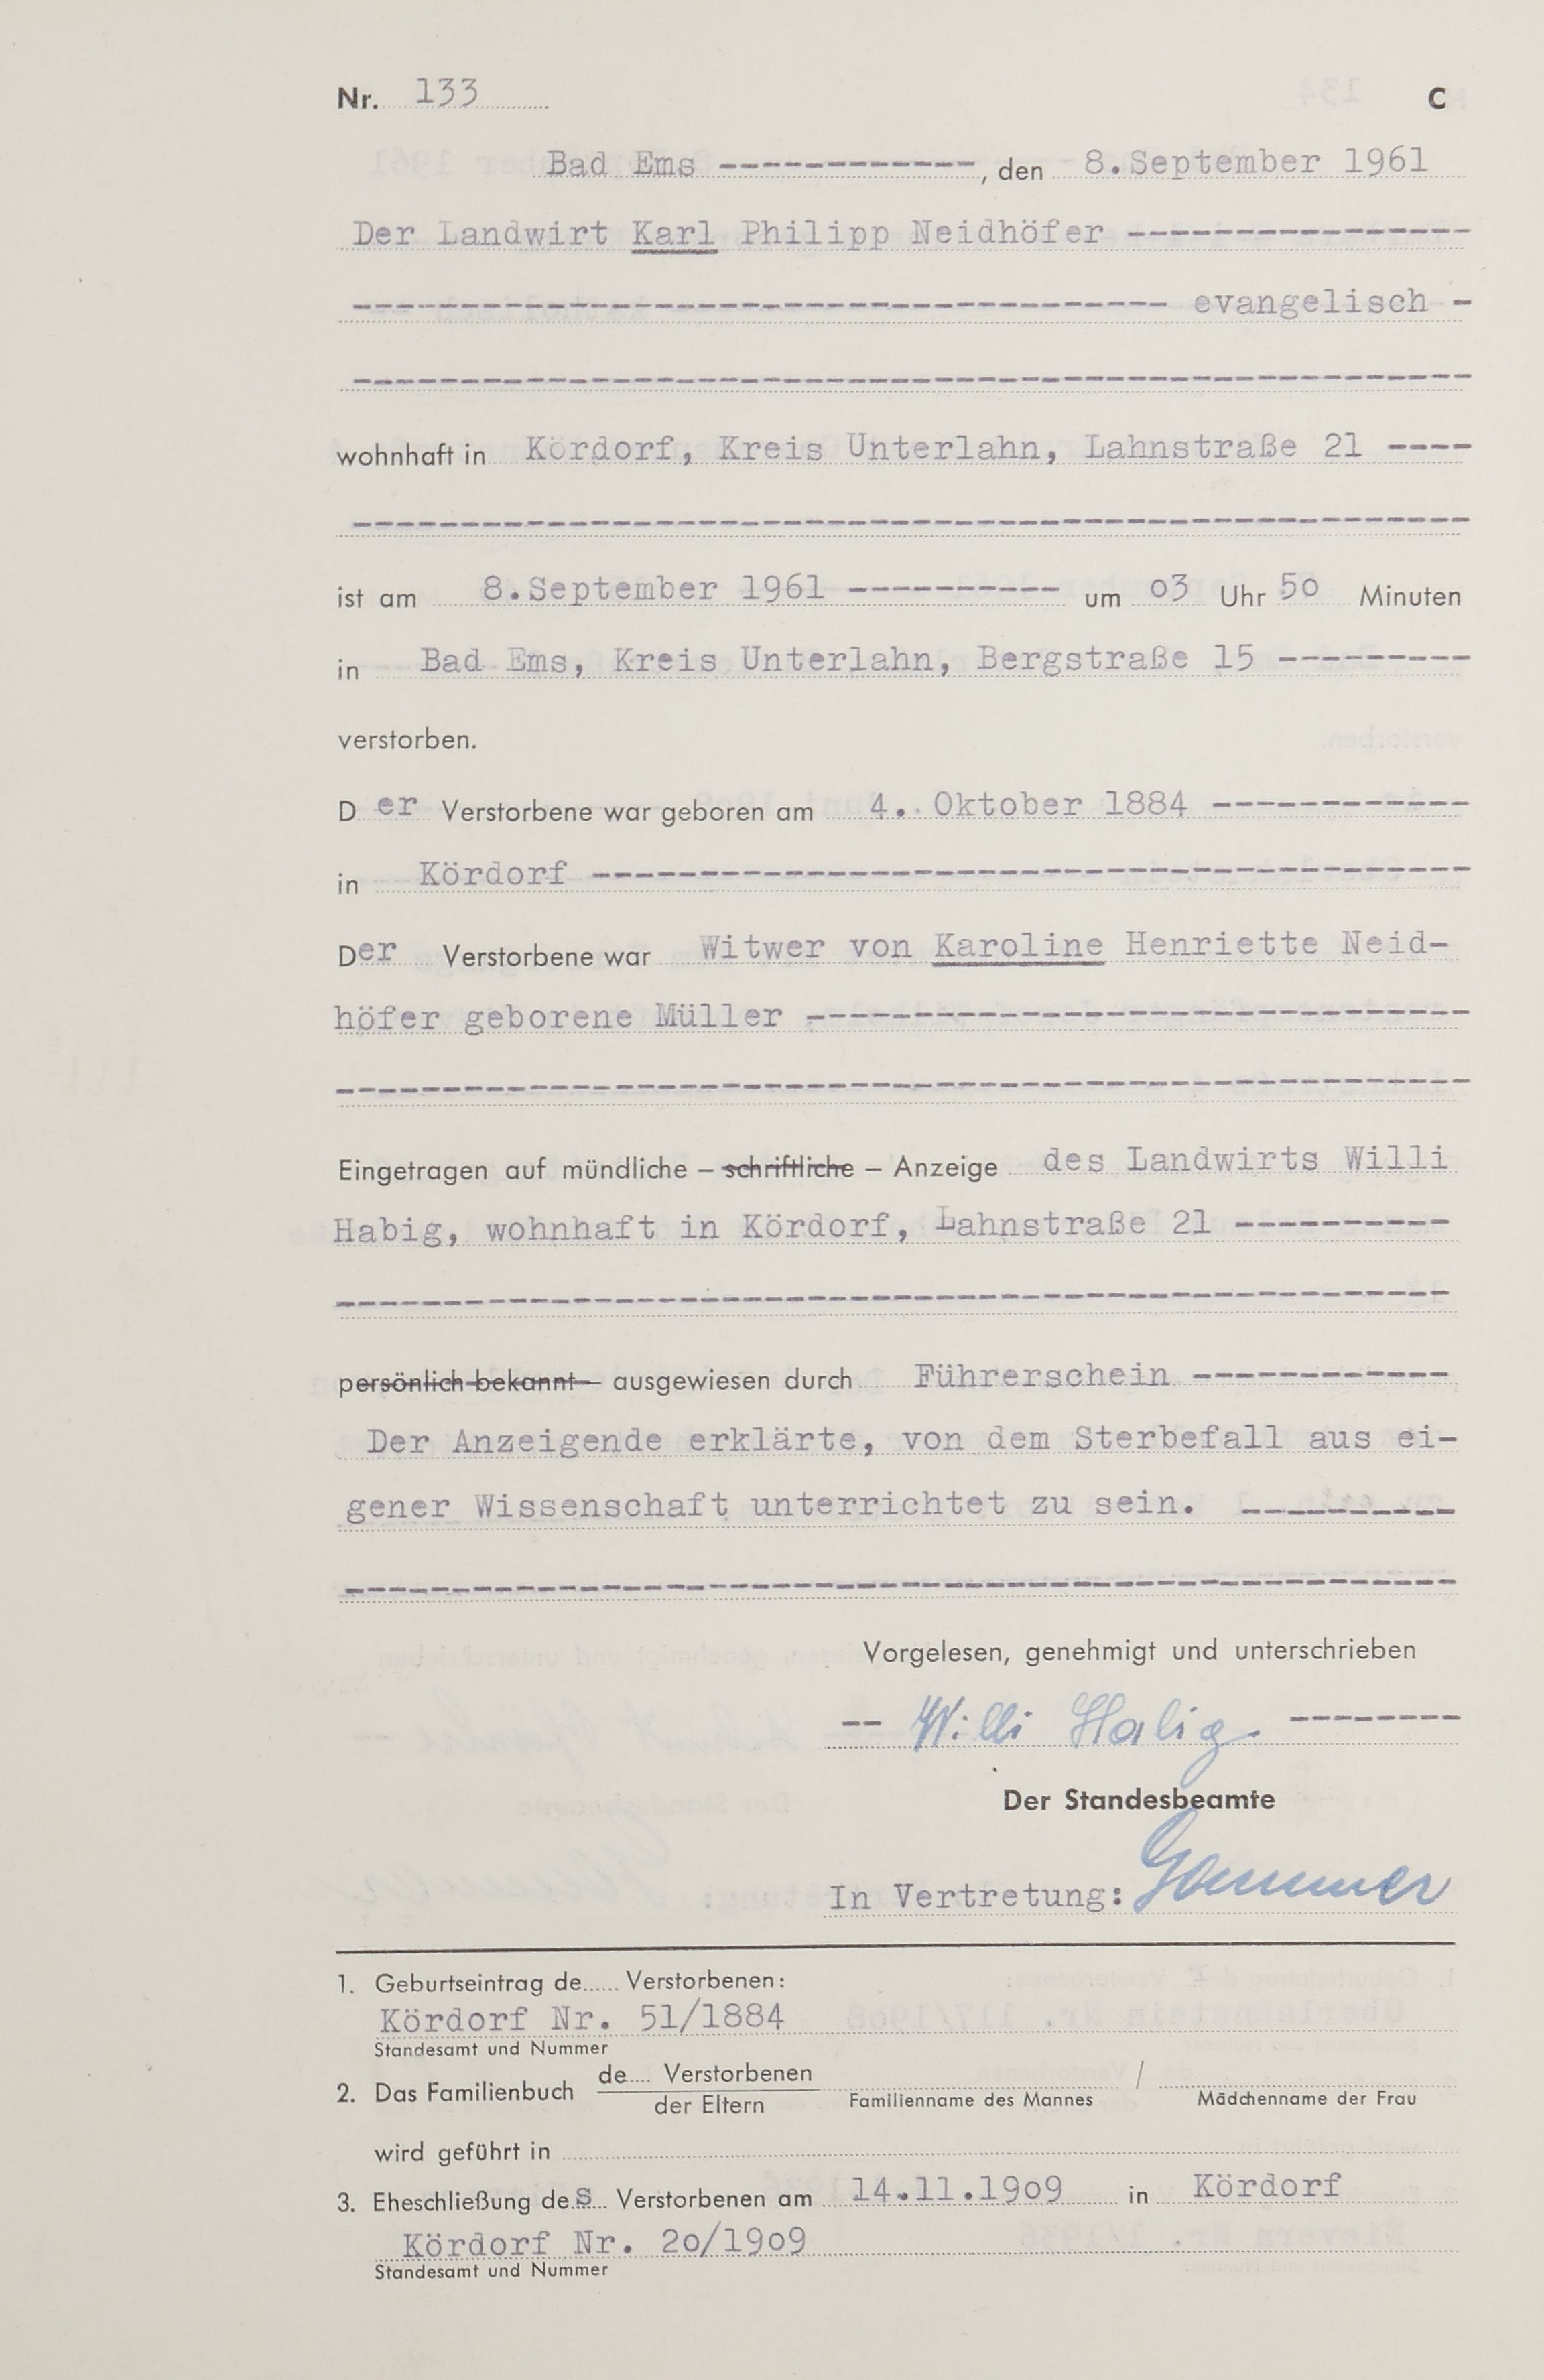 Nr. 133 C
Bad Ems -------------, den 8.September 1961
Der Landwirt Karl Philipp Neidhöfer ----------------
-------------------------------------- evangelisch -
-----------------------------------------------------
wohnhaft in Kördorf, Kreis Unterlahn, Lahnstraße 21 ----
-----------------------------------------------------
ist am 8.September 1961 ---------- um o3 Uhr 5o Minuten
in Bad Ems, Kreis Unterlahn, Bergstraße 15 ---------
verstorben.
D er Verstorbene war geboren am 4. Oktober 1884 ------------
in Kördorf -----------------------------------------
Der Verstorbene war Witwer von Karoline Henriette Neid-
höfer geborene Müller -------------------------------
-----------------------------------------------------
Eingetragen auf mündliche – schriftliche – Anzeige des Landwirts Willi
Habig, wohnhaft in Kördorf, Lahnstraße 21 ----------
----------------------------------------------------
persönlich bekannt – ausgewiesen durch Führerschein ------------
Der Anzeigende erklärte, von dem Sterbefall aus ei-
gener Wissenschaft unterrichtet zu sein. ----------
----------------------------------------------------
Vorgelesen, genehmigt und unterschrieben
-- Willi Habig --------
Der Standesbeamte
In Vertretung:
1. Geburtseintrag de...... Verstorbenen:
Kördorf Nr. 51/1884
Standesamt und Nummer
2. Das Familienbuch de.... Verstorbenen
der Eltern
/
Familienname des Mannes Mädchenname der Frau
wird geführt in
3. Eheschließung des Verstorbenen am 14.11.19o9 in Kördorf
Kördorf Nr. 2o/19o9
Standesamt und Nummer